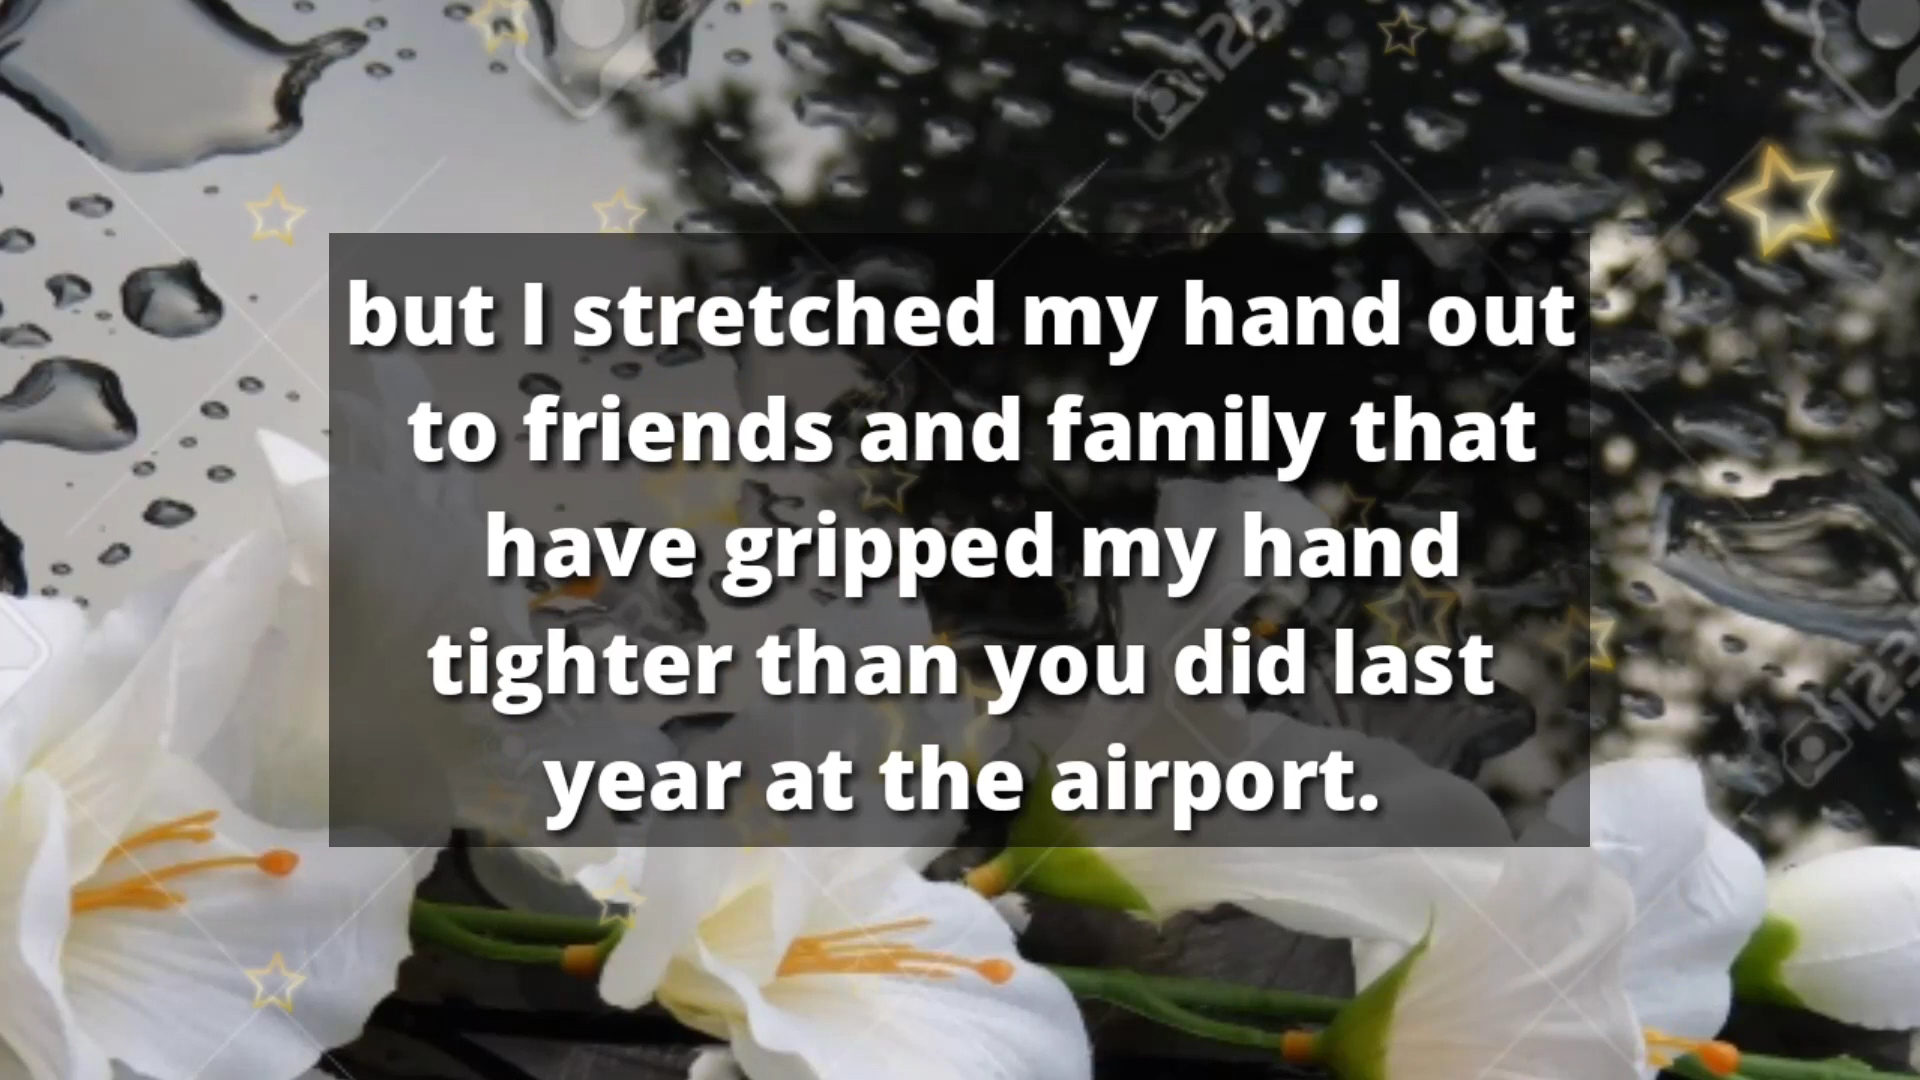 but I stretched my hand out
to friends and family that
have gripped my hand
tighter than you did last
year at the airport.